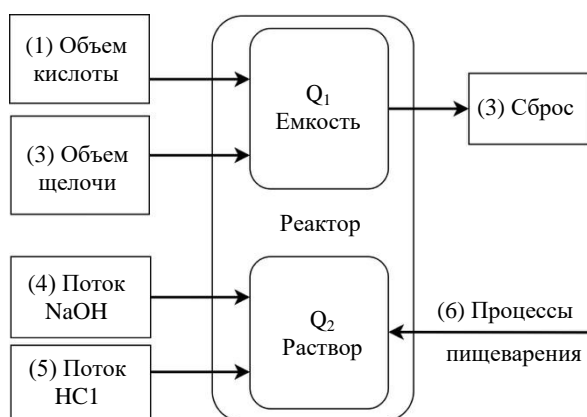 (1) Объем
кислоты
(3) Объем
щелочи
Q₁
Емкость
(3) Сброс
Реактор
(4) Поток
NaOH
(5) Поток
HC1
Q₂
Раствор
(6) Процессы
пищеварения